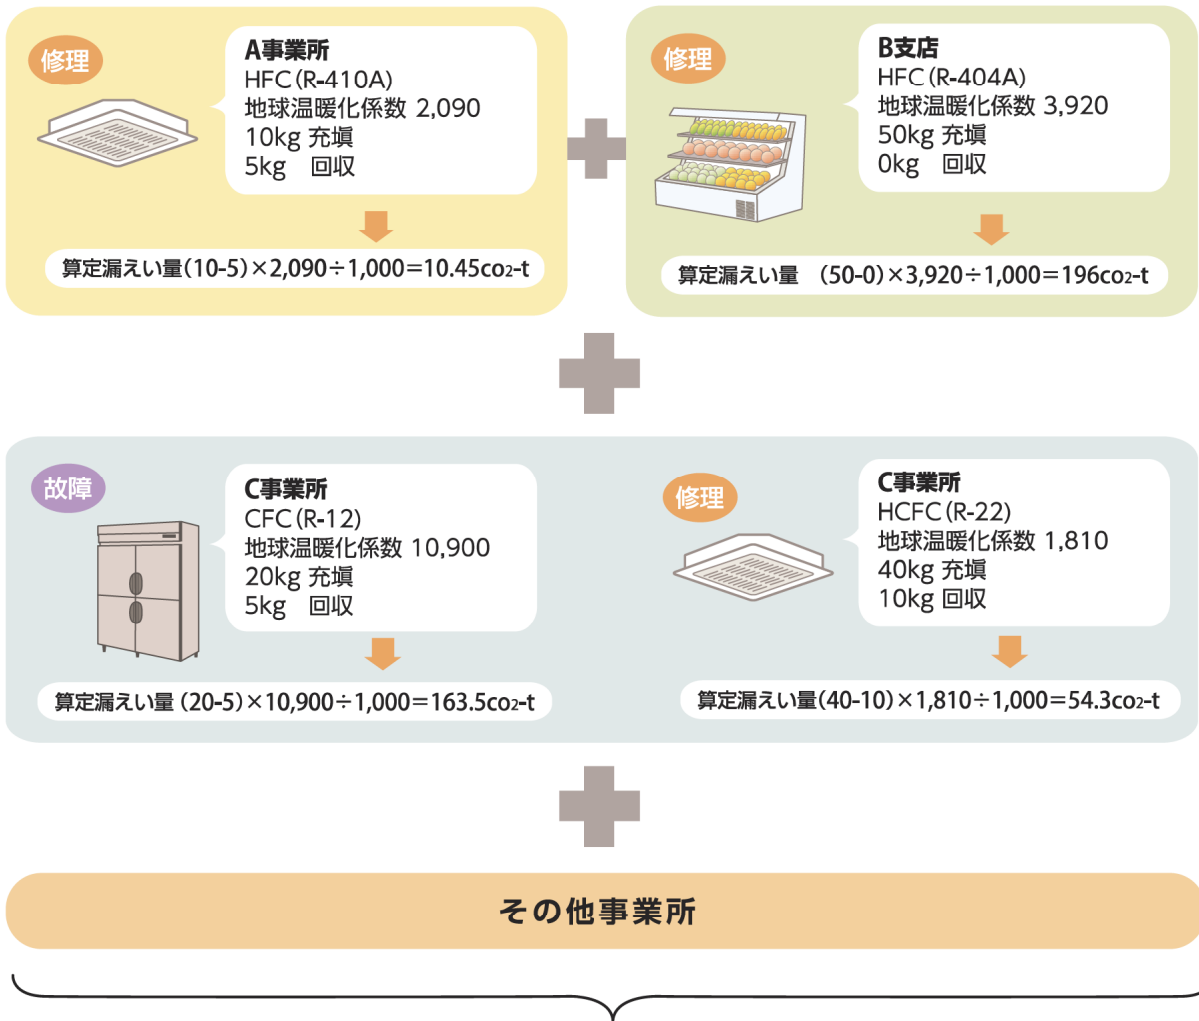 修理
A事業所
HFC(R-410A)
地球温暖化係数 2,090
10kg 充塡
5kg　回収
算定漏えい量(10-5)×2,090÷1,000=10.45co₂-t
修理
B支店
HFC(R-404A)
地球温暖化係数 3,920
50kg 充塡
0kg　回収
算定漏えい量　(50-0)×3,920÷1,000=196co₂-t
故障
C事業所
CFC(R-12)
地球温暖化係数 10,900
20kg 充塡
5kg　回収
算定漏えい量 (20-5)×10,900÷1,000=163.5co₂-t
修理
C事業所
HCFC(R-22)
地球温暖化係数 1,810
40kg 充塡
10kg 回収
算定漏えい量(40-10)×1,810÷1,000=54.3co₂-t
その他事業所